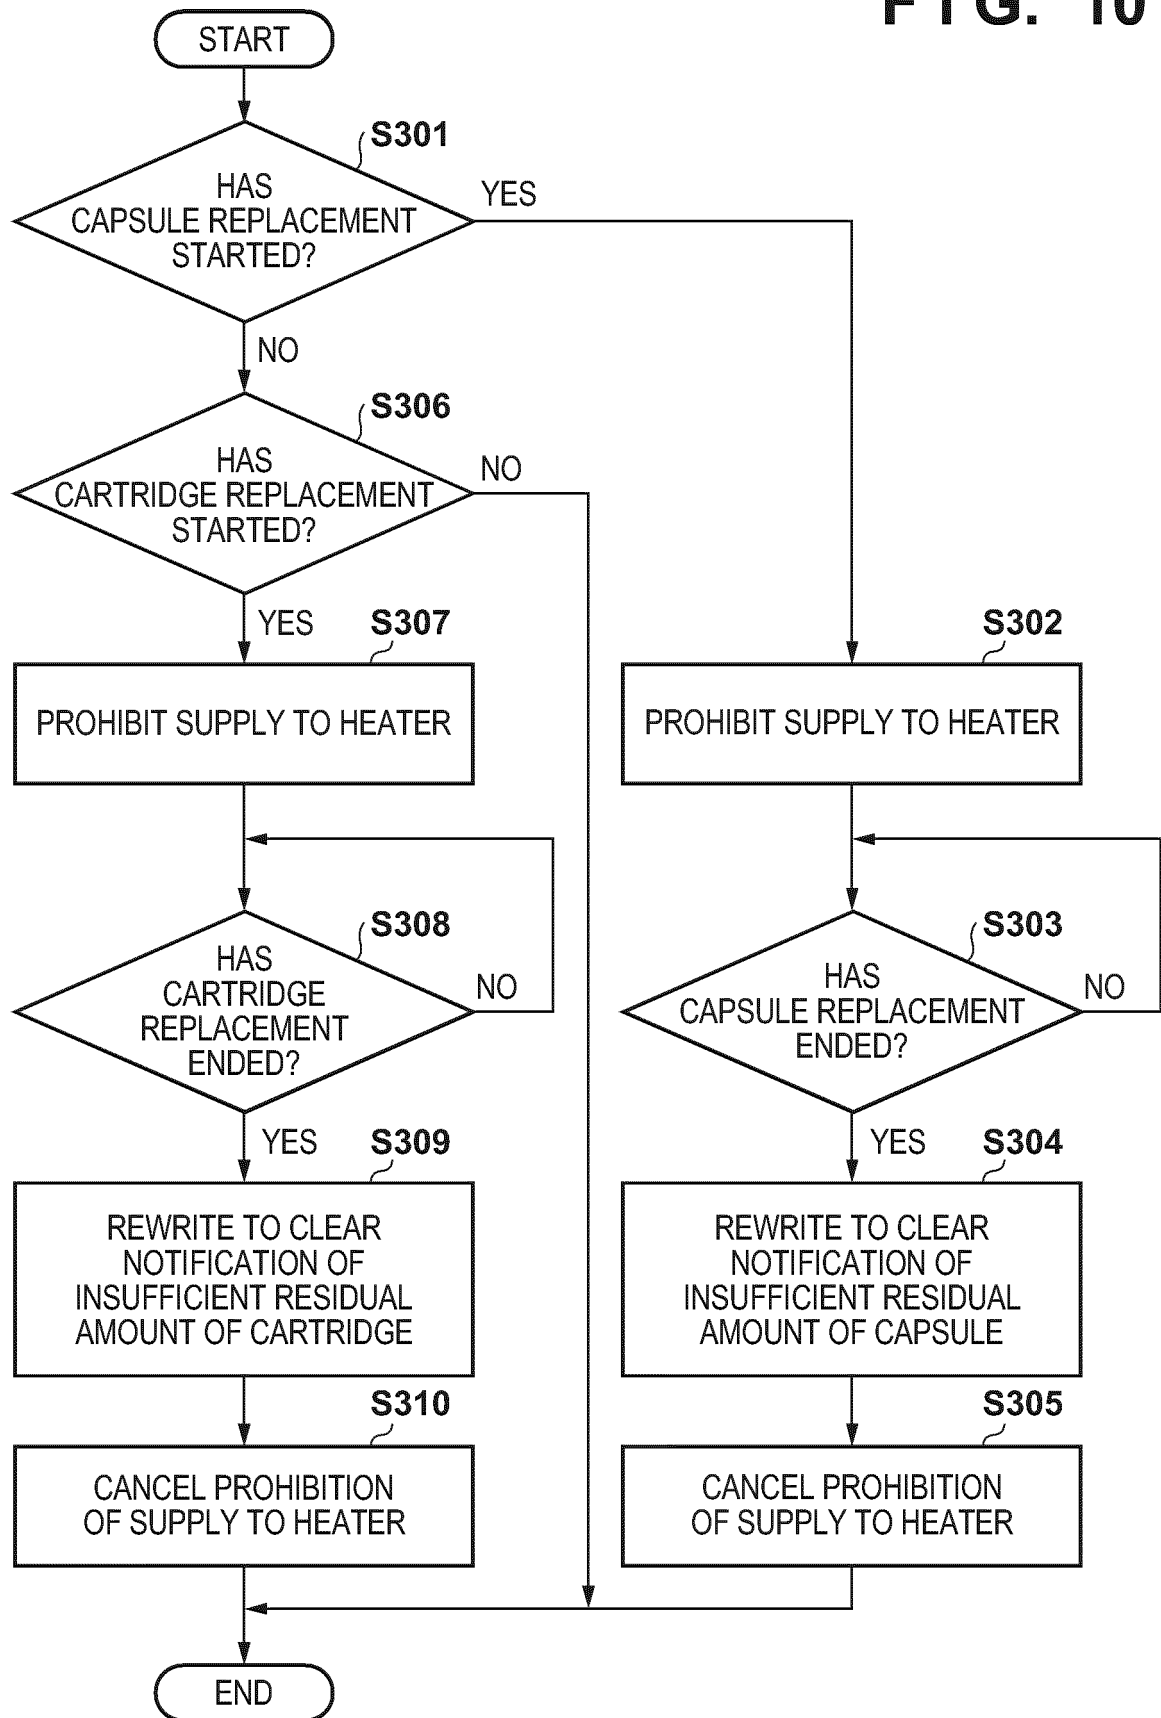 FIG. 10
START
S301
HAS
CAPSULE REPLACEMENT
STARTED?
YES
NO
S306
HAS
CARTRIDGE REPLACEMENT
STARTED?
NO
YES
S307
PROHIBIT SUPPLY TO HEATER
S302
PROHIBIT SUPPLY TO HEATER
S308
HAS
CARTRIDGE
REPLACEMENT
ENDED?
NO
YES
S303
HAS
CAPSULE REPLACEMENT
ENDED?
NO
YES
S309
REWRITE TO CLEAR
NOTIFICATION OF
INSUFFICIENT RESIDUAL
AMOUNT OF CARTRIDGE
S304
REWRITE TO CLEAR
NOTIFICATION OF
INSUFFICIENT RESIDUAL
AMOUNT OF CAPSULE
S310
CANCEL PROHIBITION
OF SUPPLY TO HEATER
S305
CANCEL PROHIBITION
OF SUPPLY TO HEATER
END